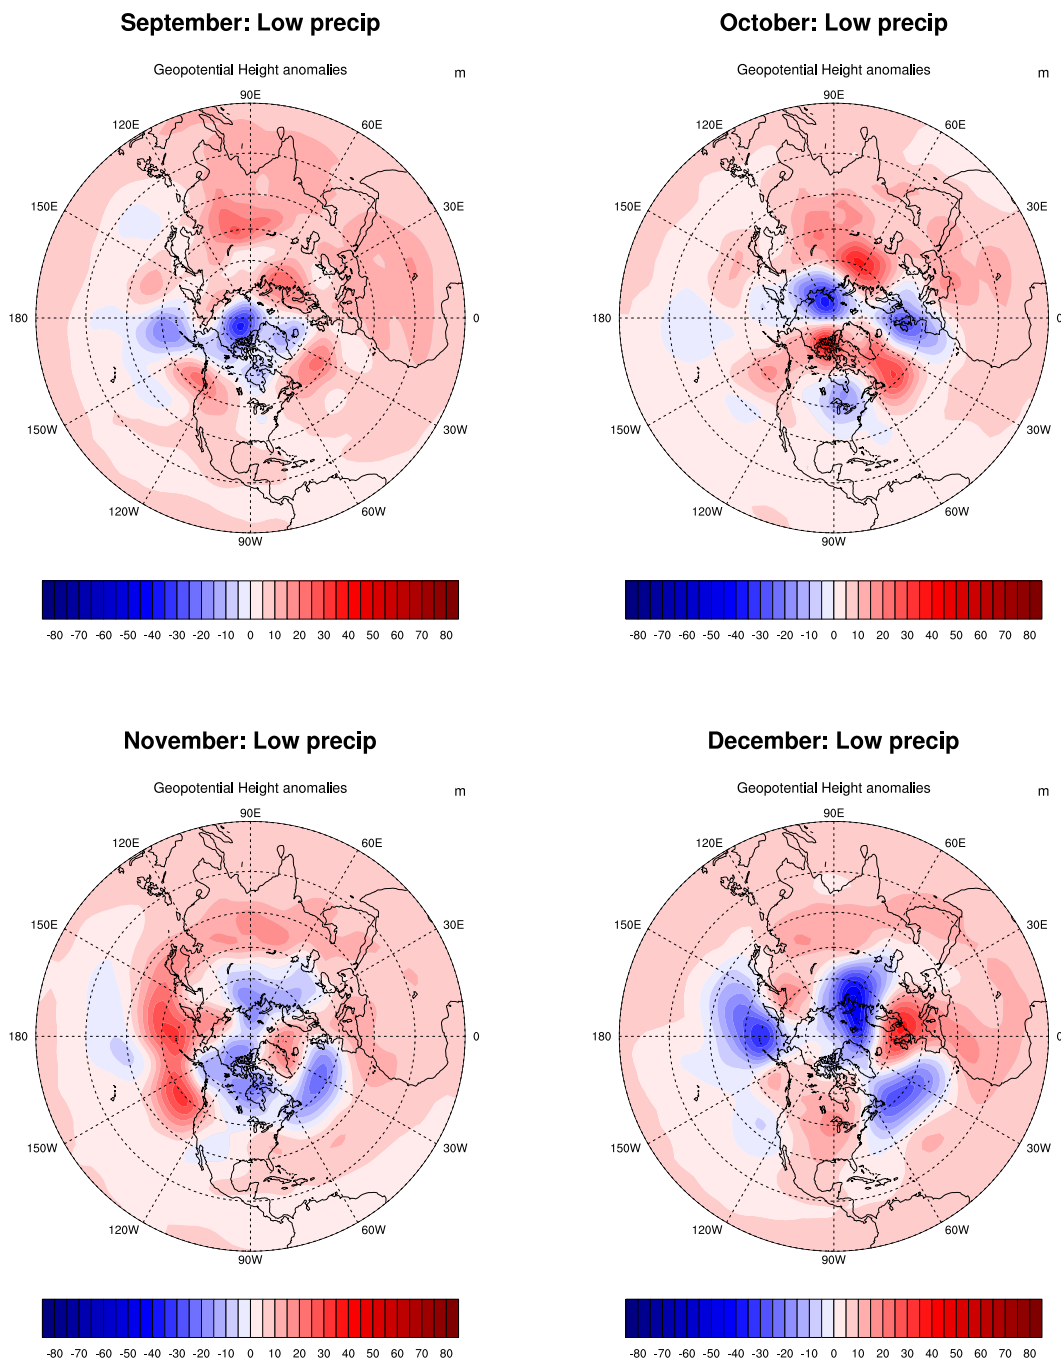 September: Low precip
Geopotential Height anomalies m
90E
120E 60E
150E 30E
180 0
150W 30W
120W 60W
90W
-80 -70 -60 -50 -40 -30 -20 -10 0 10 20 30 40 50 60 70 80
October: Low precip
Geopotential Height anomalies m
90E
120E 60E
150E 30E
180 0
150W 30W
120W 60W
90W
-80 -70 -60 -50 -40 -30 -20 -10 0 10 20 30 40 50 60 70 80
November: Low precip
Geopotential Height anomalies m
90E
120E 60E
150E 30E
180 0
150W 30W
120W 60W
90W
-80 -70 -60 -50 -40 -30 -20 -10 0 10 20 30 40 50 60 70 80
December: Low precip
Geopotential Height anomalies m
90E
120E 60E
150E 30E
180 0
150W 30W
120W 60W
90W
-80 -70 -60 -50 -40 -30 -20 -10 0 10 20 30 40 50 60 70 80